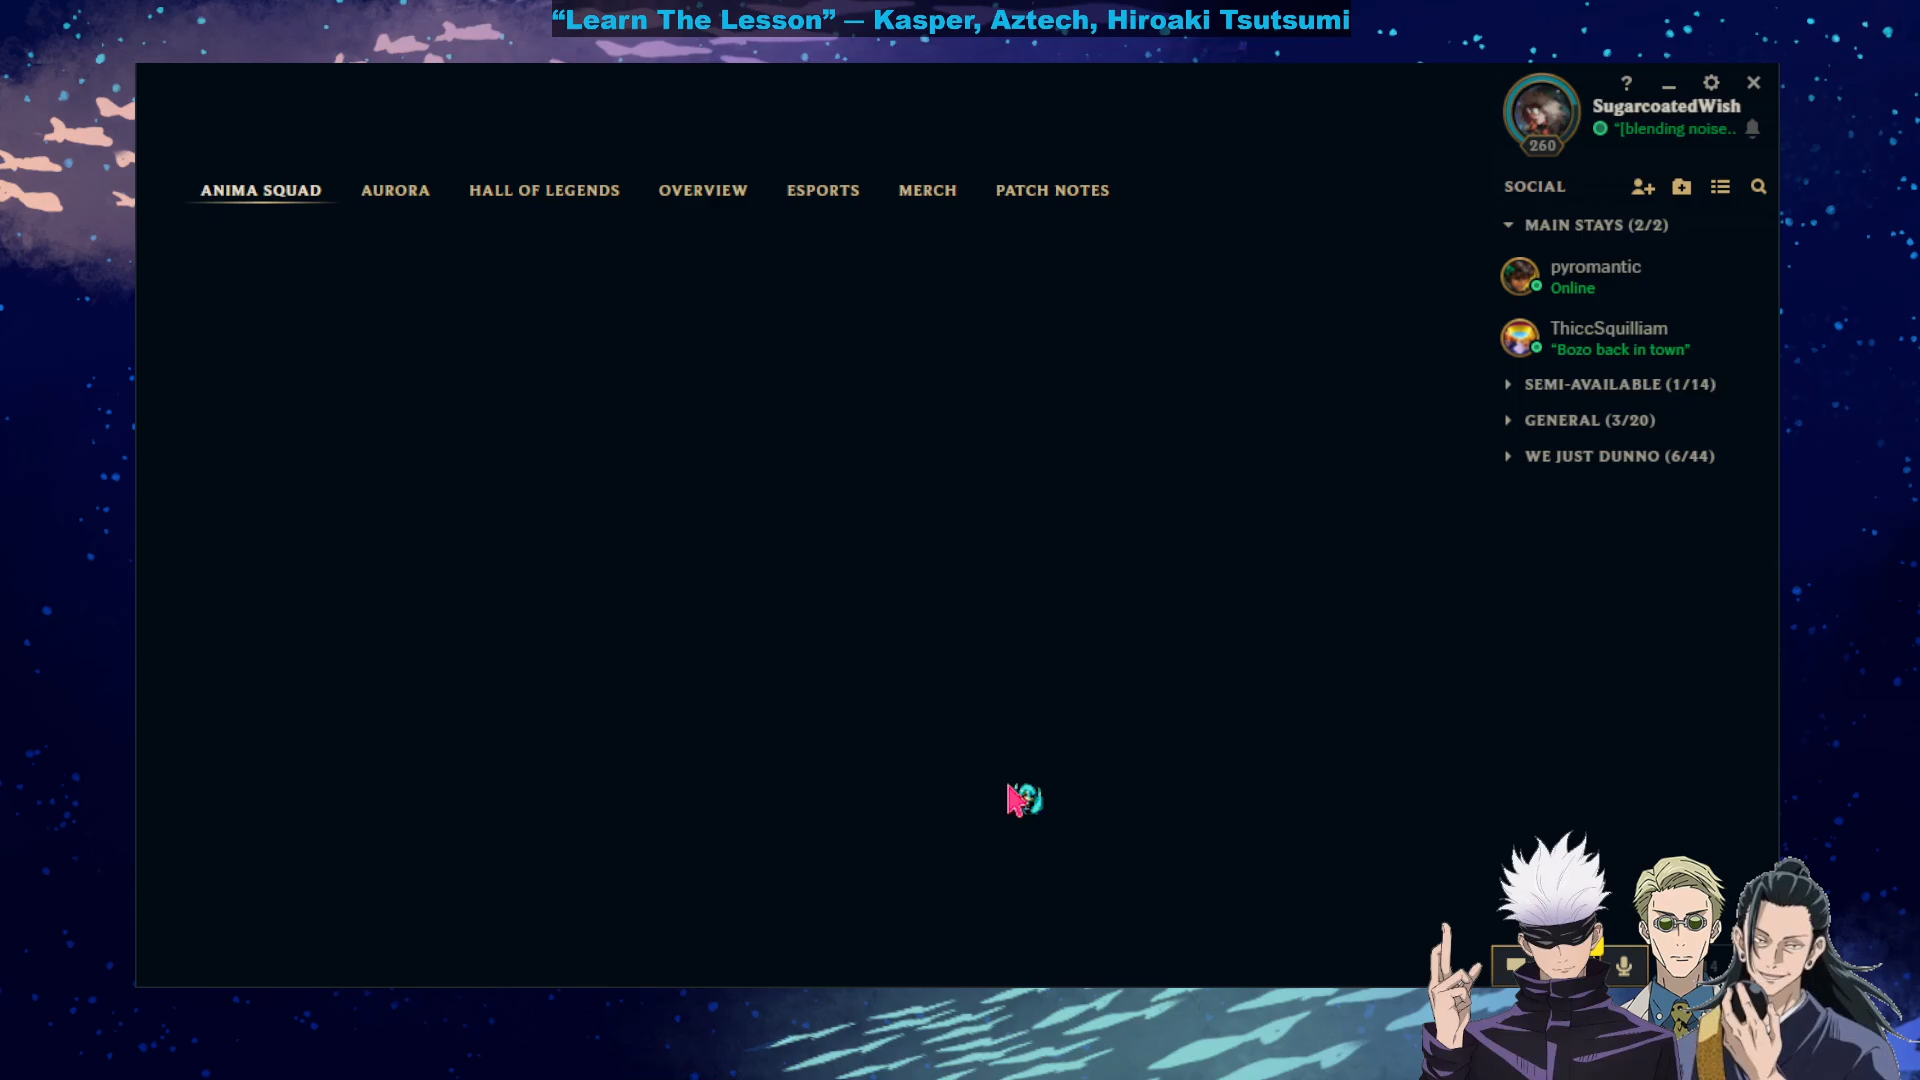 “Learn The Lesson” — Kasper, Aztech, Hiroaki Tsutsumi
?
SugarcoatedWish
“[blending noise..
260
ANIMA SQUAD AURORA HALL OF LEGENDS OVERVIEW ESPORTS MERCH PATCH NOTES
SOCIAL
MAIN STAYS (2/2)
pyromantic
Online
ThiccSquilliam
“Bozo back in town”
SEMI-AVAILABLE (1/14)
GENERAL (3/20)
WE JUST DUNNO (6/44)